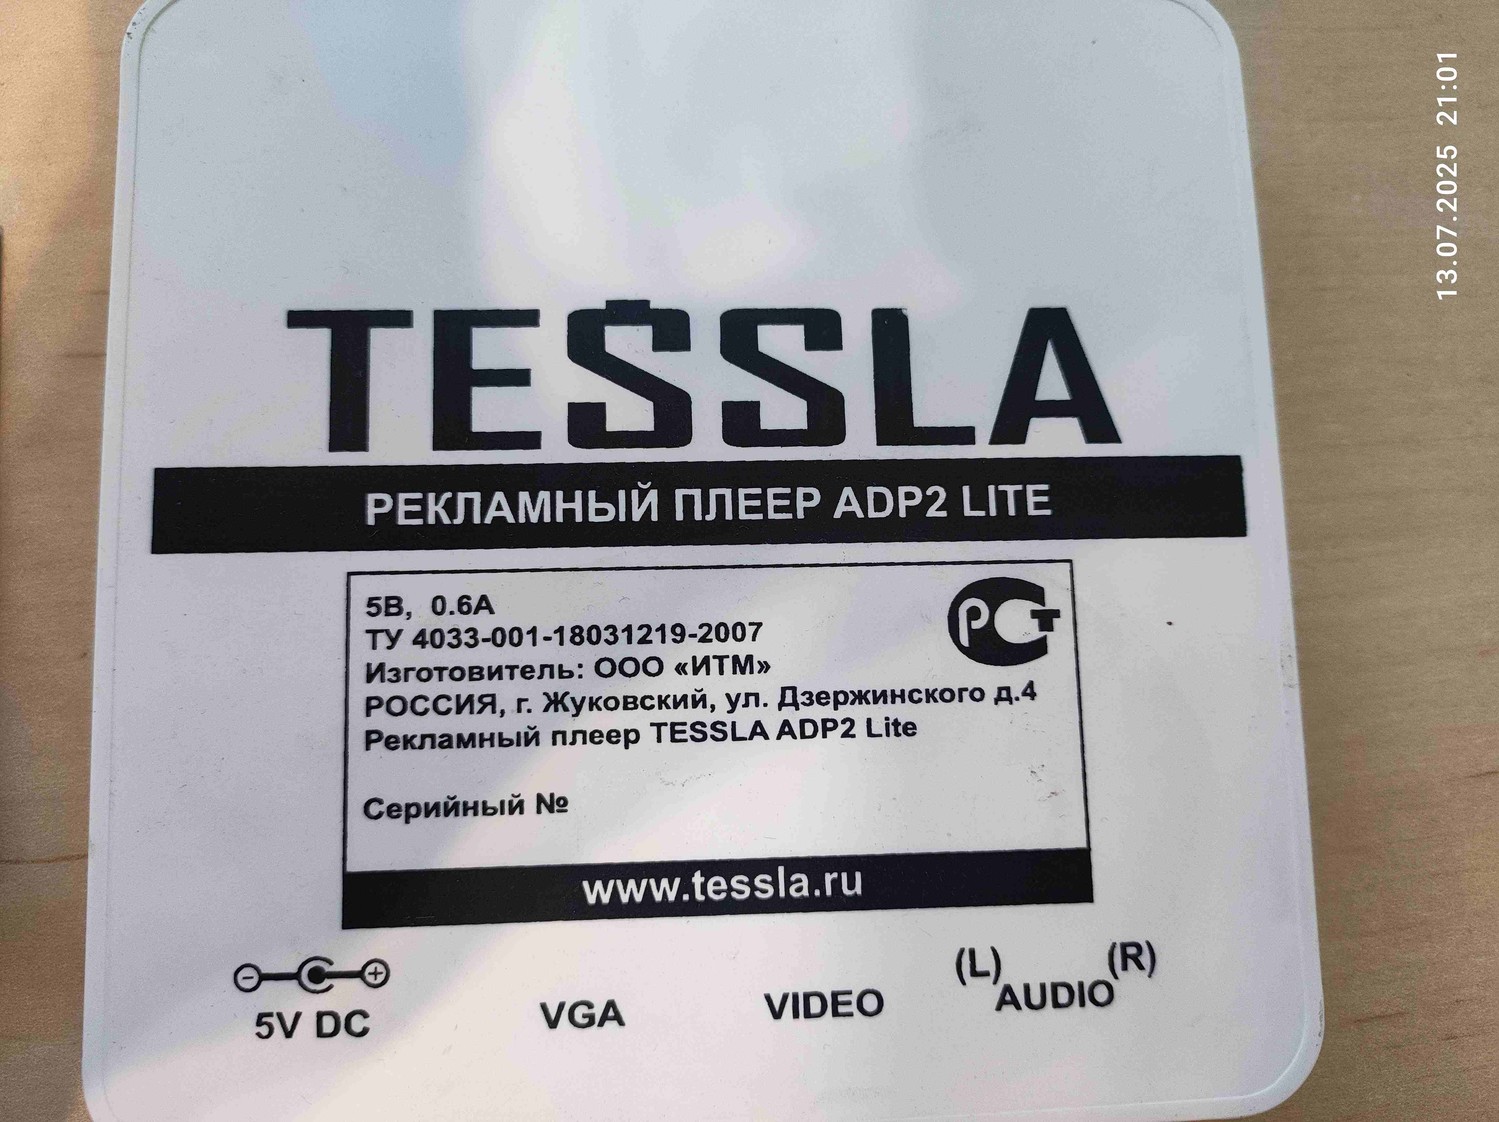 TESSLA
РЕКЛАМНЫЙ ПЛЕЕР ADP2 LITE
5В, 0.6А
ТУ 4033-001-18031219-2007
Изготовитель: ООО «ИТМ»
РОССИЯ, г. Жуковский, ул. Дзержинского д.4
Рекламный плеер TESSLA ADP2 Lite
Серийный №
РСТ
www.tessla.ru
5V DC
VGA
VIDEO
(L) (R)
AUDIO
13.07.2025 21:01